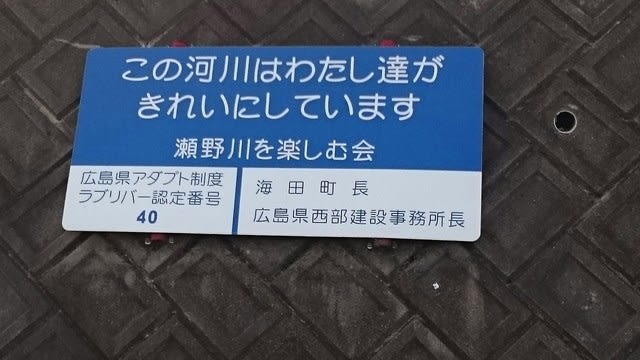 この河川はわたし達が
きれいにしています
瀬野川を楽しむ会
広島県アダプト制度
ラブリバー認定番号
40
海田町長
広島県西部建設事務所長